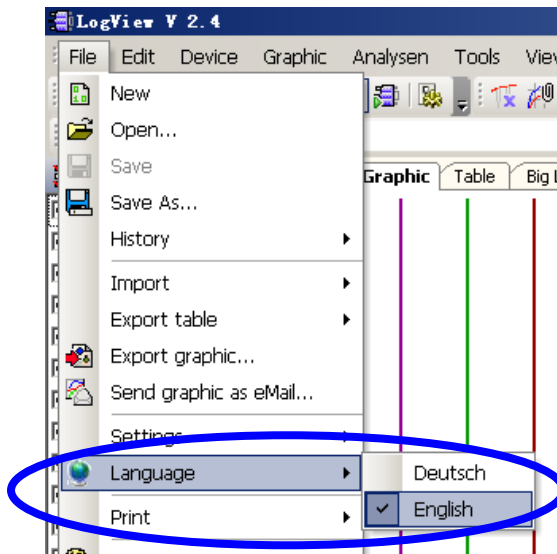 LogView V 2.4
File Edit Device Graphic Analysen Tools
New
Open...
Save
Save As...
History
Import
Export table
Export graphic...
Send graphic as eMail...
Settings
Language
Print
Graphic Table Big
Deutsch
English